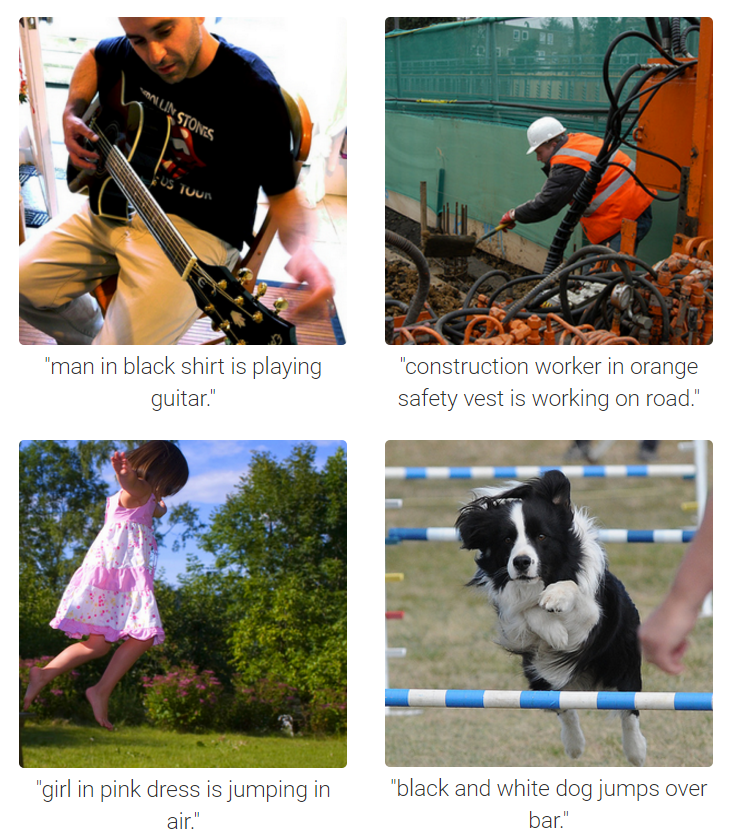 ROLLING STONES
US TOUR
"man in black shirt is playing
guitar."
"construction worker in orange
safety vest is working on road."
"girl in pink dress is jumping in
air."
"black and white dog jumps over
bar."